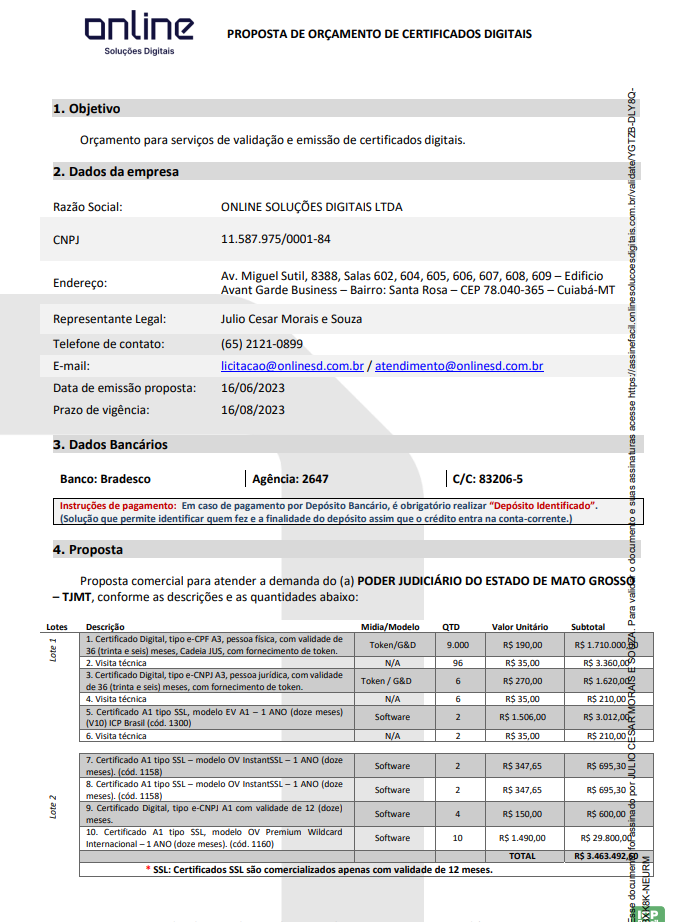 online
Soluções Digitais
PROPOSTA DE ORÇAMENTO DE CERTIFICADOS DIGITAIS
1. Objetivo
Orçamento para serviços de validação e emissão de certificados digitais.
2. Dados da empresa
Razão Social: ONLINE SOLUÇÕES DIGITAIS LTDA
CNPJ 11.587.975/0001-84
Endereço: Av. Miguel Sutil, 8388, Salas 602, 604, 605, 606, 607, 608, 609 – Edificio
Avant Garde Business – Bairro: Santa Rosa – CEP 78.040-365 – Cuiabá-MT
Representante Legal: Julio Cesar Morais e Souza
Telefone de contato: (65) 2121-0899
E-mail: licitacao@onlinesd.com.br / atendimento@onlinesd.com.br
Data de emissão proposta: 16/06/2023
Prazo de vigência: 16/08/2023
3. Dados Bancários
Banco: Bradesco Agência: 2647 C/C: 83206-5
Instruções de pagamento: Em caso de pagamento por Depósito Bancário, é obrigatório realizar “Depósito Identificado”.
(Solução que permite identificar quem fez e a finalidade do depósito assim que o crédito entra na conta-corrente.)
4. Proposta
Proposta comercial para atender a demanda do (a) PODER JUDICIÁRIO DO ESTADO DE MATO GROSSO
– TJMT, conforme as descrições e as quantidades abaixo:
Lotes Descrição Midia/Modelo QTD Valor Unitário Subtotal
Lote 1
1. Certificado Digital, tipo e-CPF A3, pessoa física, com validade de
36 (trinta e seis) meses, Cadeia JUS, com fornecimento de token. Token/G&D 9.000 R$ 190,00 R$ 1.710.000,00
2. Visita técnica N/A 96 R$ 35,00 R$ 3.360,00
3. Certificado Digital, tipo e-CNPJ A3, pessoa jurídica, com validade
de 36 (trinta e seis) meses, com fornecimento de token. Token / G&D 6 R$ 270,00 R$ 1.620,00
4. Visita técnica N/A 6 R$ 35,00 R$ 210,00
5. Certificado A1 tipo SSL, modelo EV A1 – 1 ANO (doze meses)
(V10) ICP Brasil (cód. 1300) Software 2 R$ 1.506,00 R$ 3.012,00
6. Visita técnica N/A 2 R$ 35,00 R$ 210,00
Lote 2
7. Certificado A1 tipo SSL – modelo OV InstantSSL – 1 ANO (doze
meses). (cód. 1158) Software 2 R$ 347,65 R$ 695,30
8. Certificado A1 tipo SSL – modelo OV InstantSSL – 1 ANO (doze
meses). (cód. 1158) Software 2 R$ 347,65 R$ 695,30
9. Certificado Digital, tipo e-CNPJ A1 com validade de 12 (doze)
meses. Software 4 R$ 150,00 R$ 600,00
10. Certificado A1 tipo SSL, modelo OV Premium Wildcard
Internacional – 1 ANO (doze meses). (cód. 1160) Software 10 R$ 1.490,00 R$ 29.800,00
TOTAL R$ 3.463.492,60
* SSL: Certificados SSL são comercializados apenas com validade de 12 meses.
Esse documento foi assinado por JULIO CESAR MORAIS E SOUZA. Para validar o documento e suas assinaturas acesse https://assinefacil.onlinesolucoesdigitais.com.br/validate/YGTZB-DLY8Q-